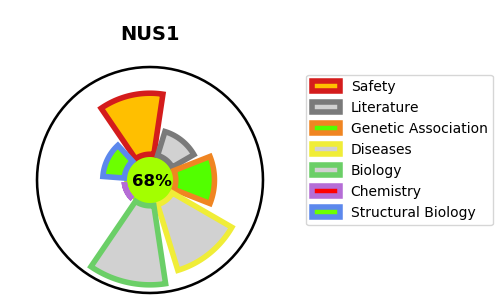 NUS1
68%
Safety
Literature
Genetic Association
Diseases
Biology
Chemistry
Structural Biology